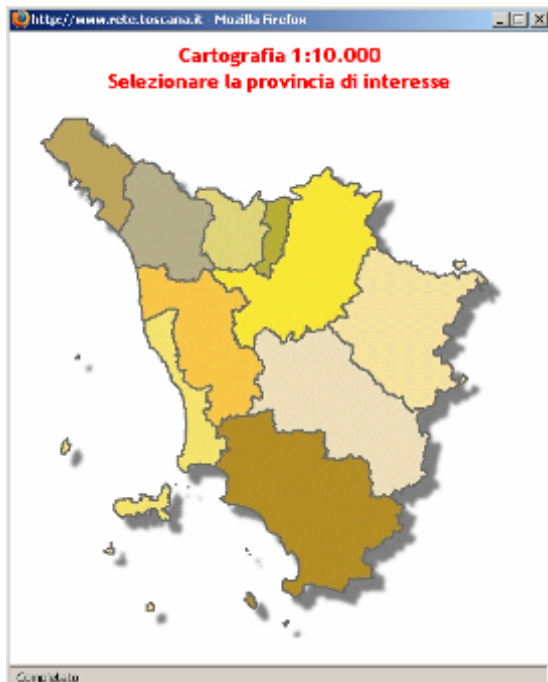 http://www.rete.toscana.it - Mozilla Firefox
Cartografia 1:10.000
Selezionare la provincia di interesse
Completato